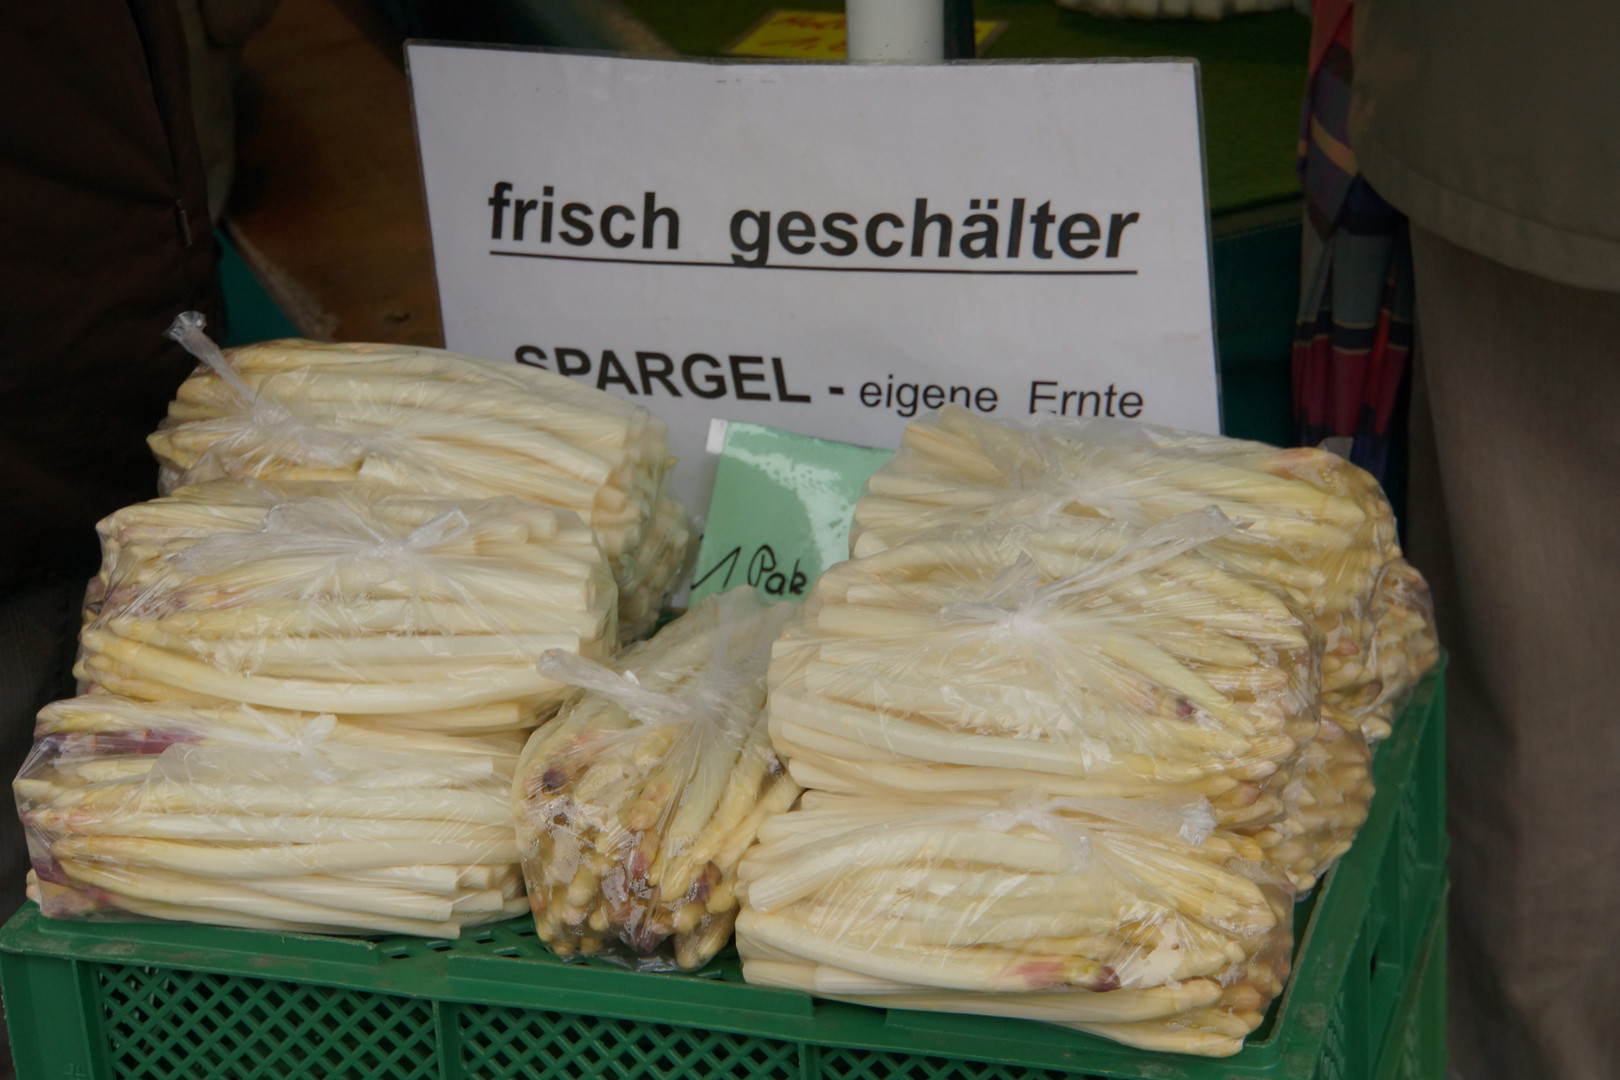 frisch geschälter
SPARGEL - eigene Ernte
1 Pak